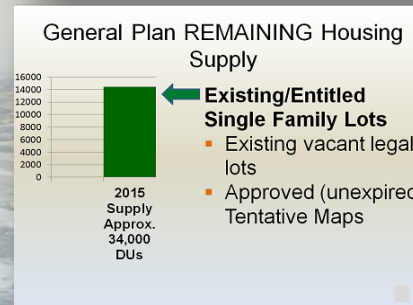 General Plan REMAINING Housing
Supply
16000
14000
12000
10000
8000
6000
4000
2000
0
2015
Supply
Approx.
34,000
DUs
Existing/Entitled
Single Family Lots
Existing vacant legal
lots
Approved (unexpired
Tentative Maps